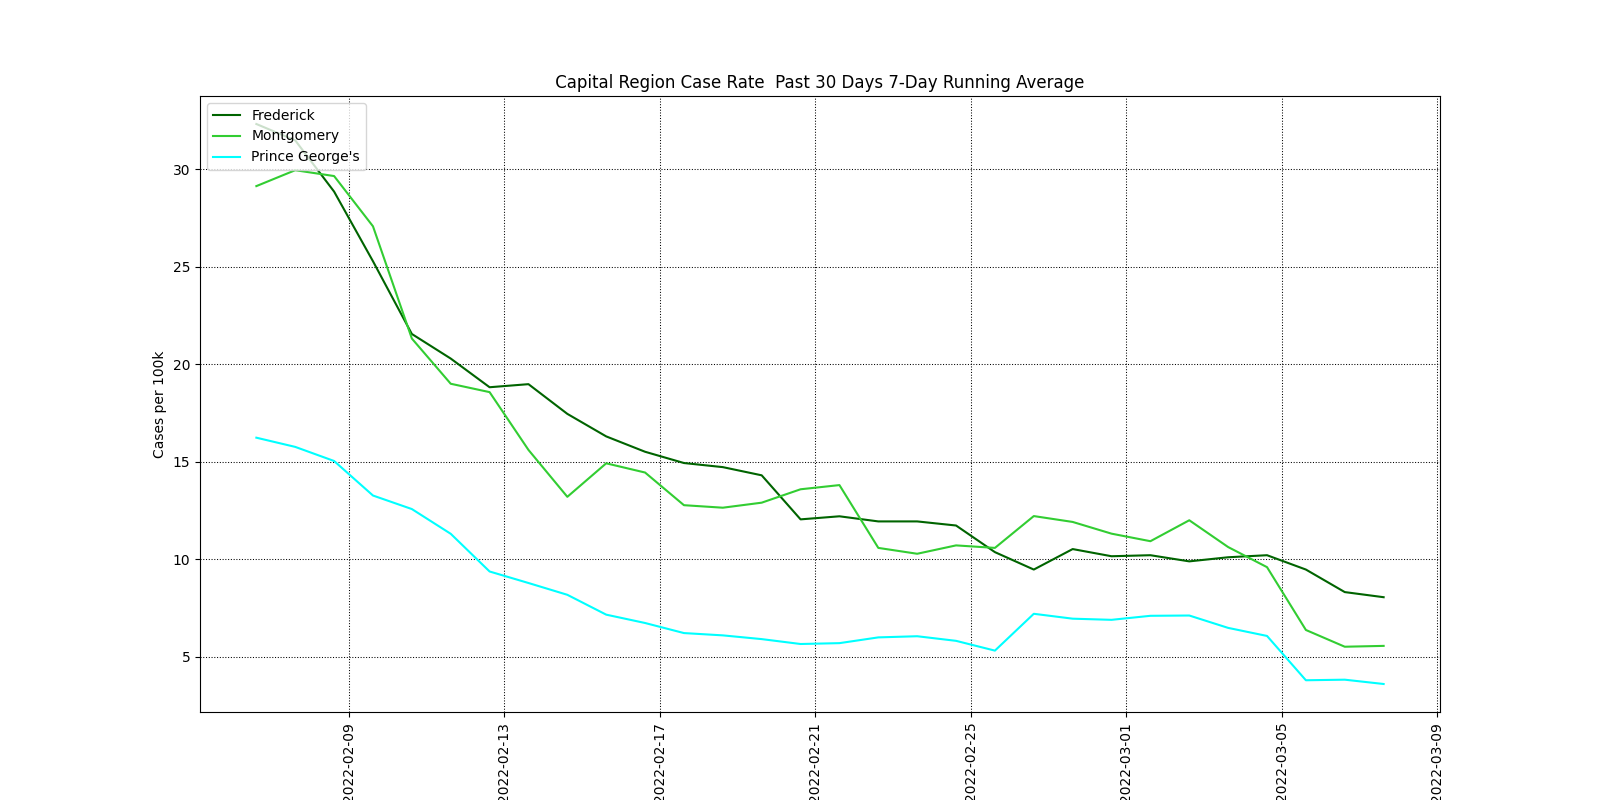 Capital Region Case Rate  Past 30 Days 7-Day Running Average
Frederick
Montgomery
Prince George's
Cases per 100k
30
25
20
15
10
5
2022-02-09
2022-02-13
2022-02-17
2022-02-21
2022-02-25
2022-03-01
2022-03-05
2022-03-09